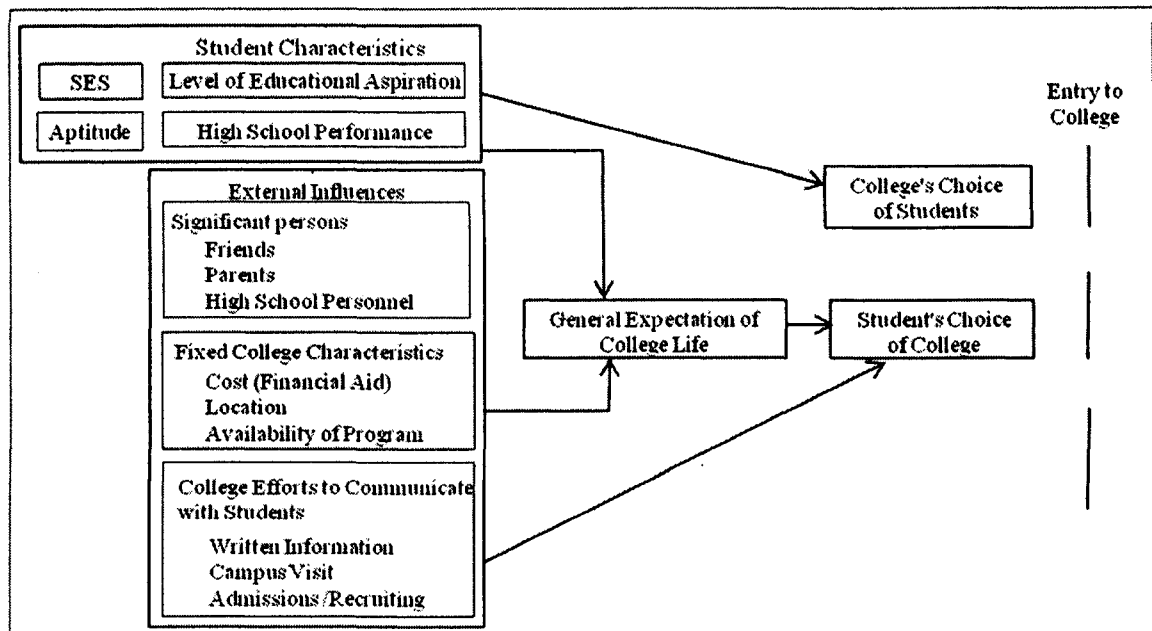 Student Characteristics
SES
Level of Educational Aspiration
Aptitude
High School Performance
External Influences
Significant persons
Friends
Parents
High School Personnel
Fixed College Characteristics
Cost (Financial Aid)
Location
Availability of Program
College Efforts to Communicate
with Students
Written Information
Campus Visit
Admissions/Recruiting
General Expectation of
College Life
College's Choice
of Students
Student's Choice
of College
Entry to
College